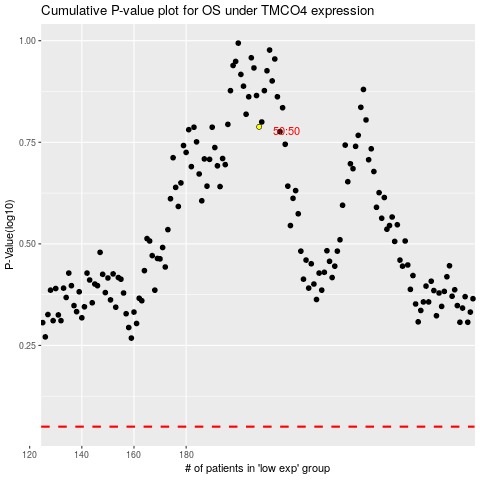 Cumulative P-value plot for OS under TMCO4 expression
1.00
0.75
0.50
0.25
P-Value(log10)
50:50
120 140 160 180
# of patients in 'low exp' group